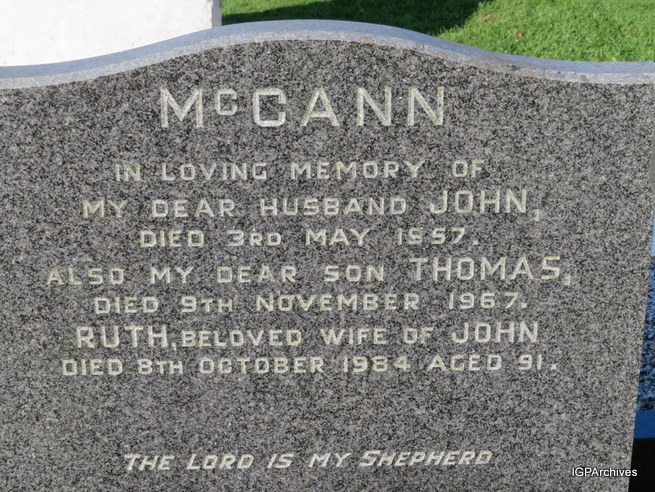 McCANN
IN LOVING MEMORY OF
MY DEAR HUSBAND JOHN,
DIED 3RD MAY 1957.
ALSO MY DEAR SON THOMAS,
DIED 9TH NOVEMBER 1967.
RUTH, BELOVED WIFE OF JOHN
DIED 8TH OCTOBER 1984 AGED 91.
THE LORD IS MY SHEPHERD
IGPArchives